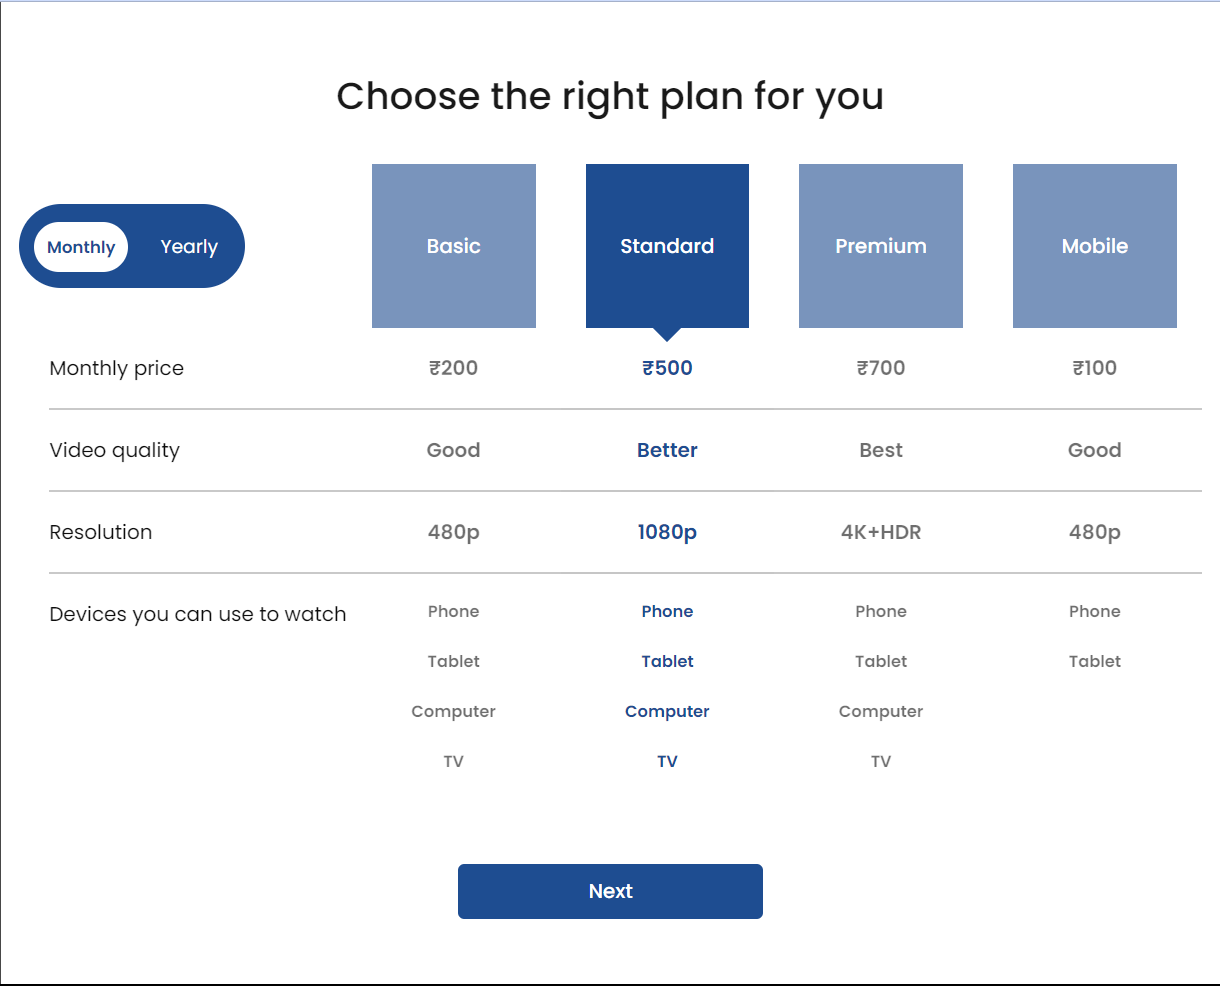 Choose the right plan for you
Monthly Yearly Basic Standard Premium Mobile
Monthly price ₹200 ₹500 ₹700 ₹100
Video quality Good Better Best Good
Resolution 480p 1080p 4K+HDR 480p
Devices you can use to watch Phone Phone Phone Phone
Tablet Tablet Tablet Tablet
Computer Computer Computer
TV TV TV
Next